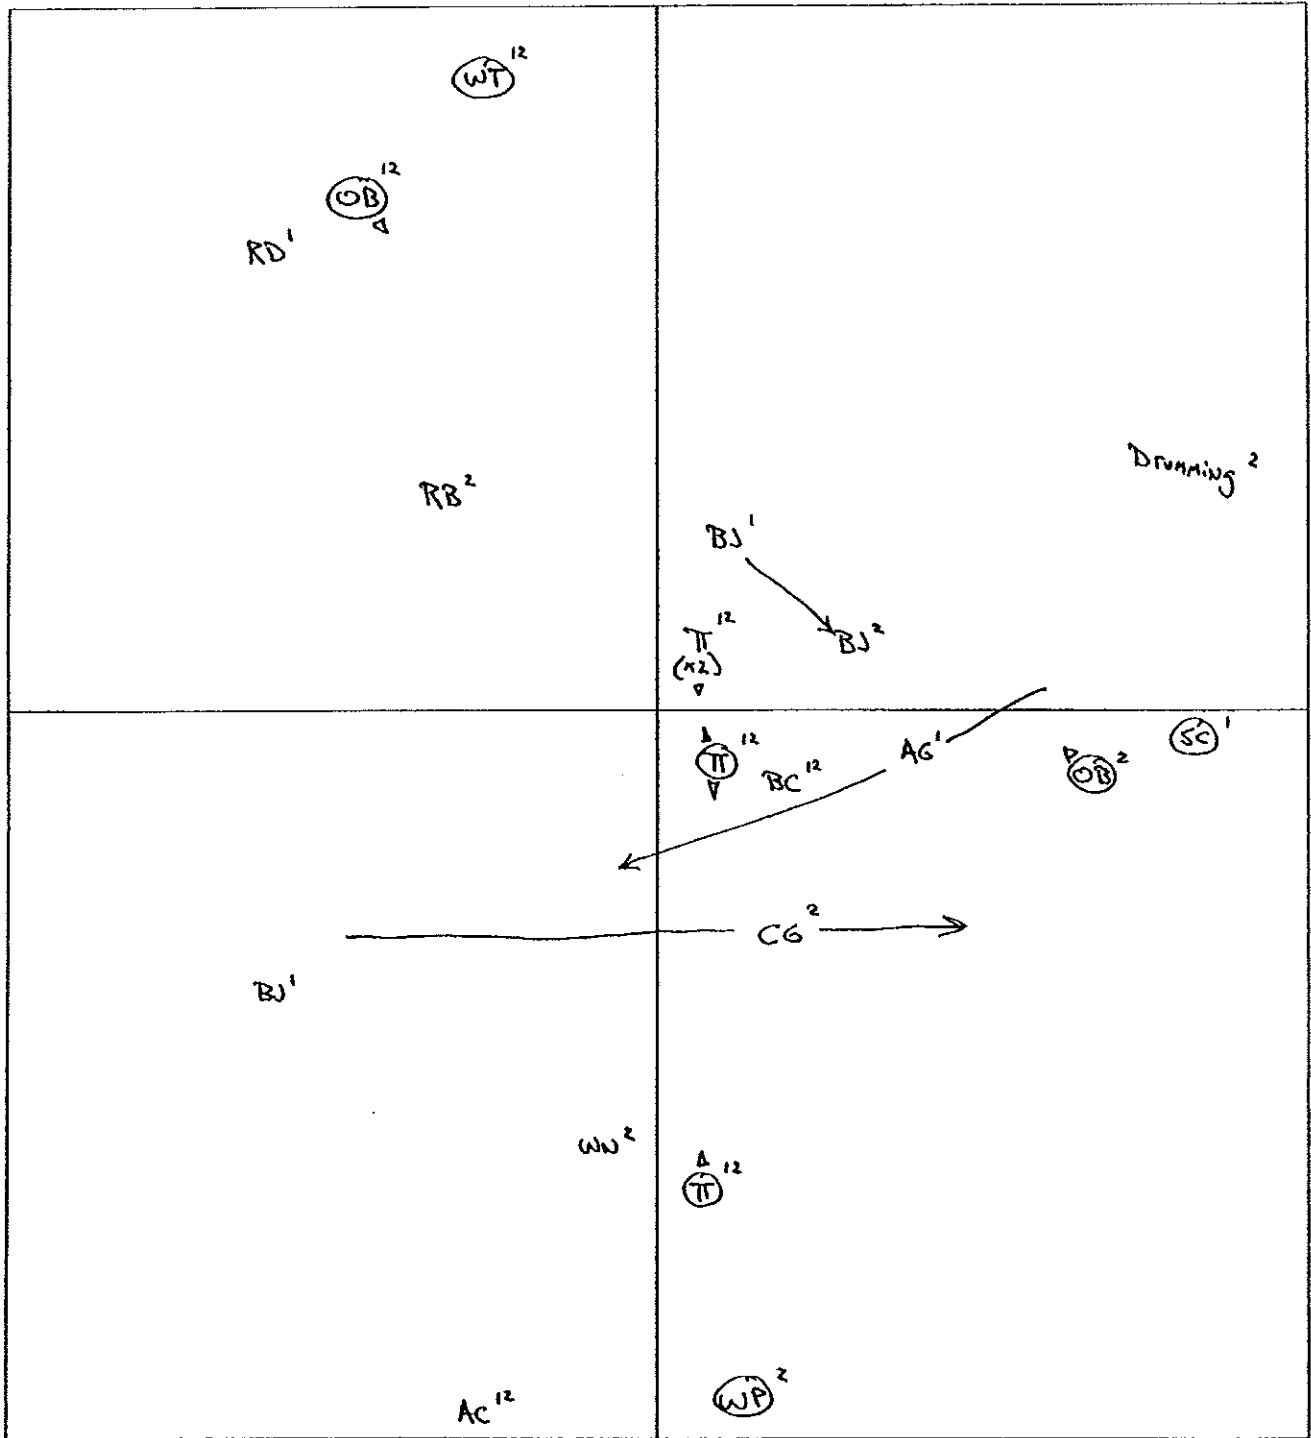 WT 12
OB 12
RD 1
RB 2
Drumming 2
BJ 1
BJ 2
π 12
(x2)
π 12
BC 12
AG 1
OB 2
SC 1
CG 2
BJ 1
WN 2
π 12
WP 2
AC 12